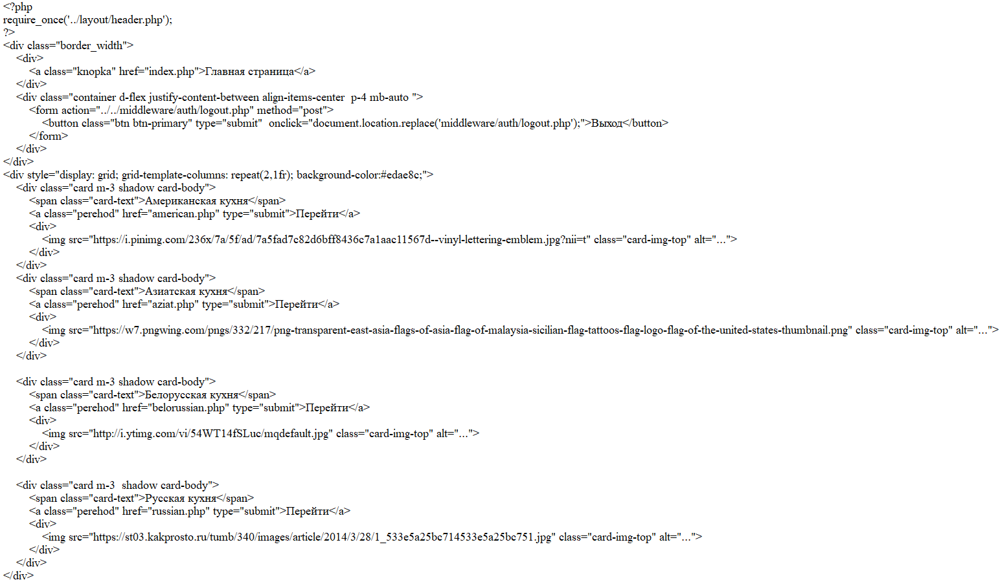 <?php
require_once('../layout/header.php');
?>
<div class="border_width">
<div>
<a class="knopka" href="index.php">Главная страница</a>
</div>
<div class="container d-flex justify-content-between align-items-center  p-4 mb-auto ">
<form action="../../middleware/auth/logout.php" method="post">
<button class="btn btn-primary" type="submit"  onclick="document.location.replace('middleware/auth/logout.php');">Выход</button>
</form>
</div>
</div>
<div style="display: grid; grid-template-columns: repeat(2,1fr); background-color:#edae8c;">
<div class="card m-3 shadow card-body">
<span class="card-text">Американская кухня</span>
<a class="perehod" href="american.php" type="submit">Перейти</a>
<div>
<img src="https://i.pinimg.com/236x/7a/5f/ad/7a5fad7c82d6bff8436c7a1aac11567d--vinyl-lettering-emblem.jpg?nii=t" class="card-img-top" alt="...">
</div>
</div>
<div class="card m-3 shadow card-body">
<span class="card-text">Азиатская кухня</span>
<a class="perehod" href="aziat.php" type="submit">Перейти</a>
<div>
<img src="https://w7.pngwing.com/pngs/332/217/png-transparent-east-asia-flags-of-asia-flag-of-malaysia-sicilian-flag-tattoos-flag-logo-flag-of-the-united-states-thumbnail.png" class="card-img-top" alt="...">
</div>
</div>
<div class="card m-3 shadow card-body">
<span class="card-text">Белорусская кухня</span>
<a class="perehod" href="belorussian.php" type="submit">Перейти</a>
<div>
<img src="http://i.ytimg.com/vi/54WT14fSLuc/mqdefault.jpg" class="card-img-top" alt="...">
</div>
</div>
<div class="card m-3  shadow card-body">
<span class="card-text">Русская кухня</span>
<a class="perehod" href="russian.php" type="submit">Перейти</a>
<div>
<img src="https://st03.kakprosto.ru/tumb/340/images/article/2014/3/28/1_533e5a25bc714533e5a25bc751.jpg" class="card-img-top" alt="...">
</div>
</div>
</div>